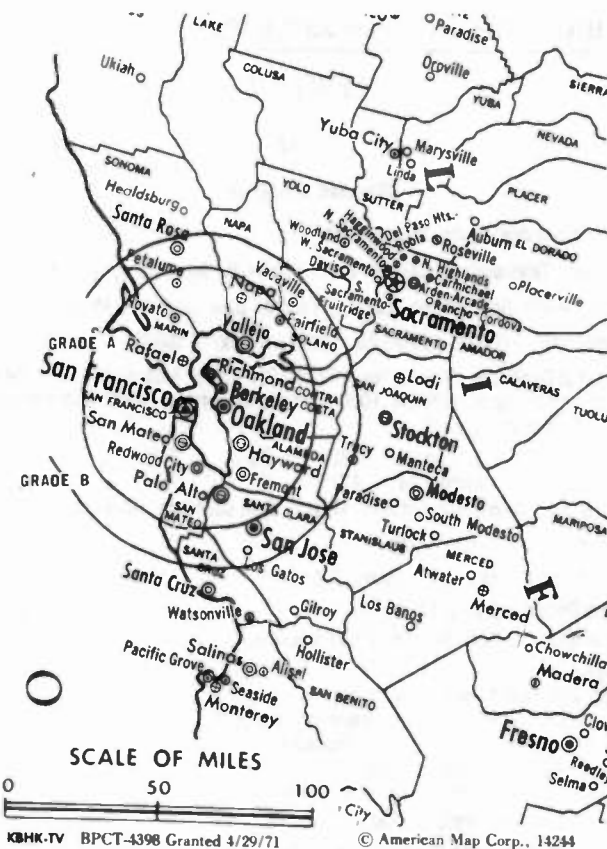 LAKE
Paradise
Oroville
Ukiah
COLUSA
SIERRA
YUBA
NEVADA
Yuba City
Marysville
Linda
L
SONOMA
YOLO
SUTTER
PLACER
Healdsburg
Santa Rosa
NAPA
Del Paso Hts.
Hagginwood
Robla
N. Sacramento
Woodland
W. Sacramento
Davis
Roseville
Auburn
EL DORADO
N. Highlands
Carmichael
Arden-Arcade
Rancho Cordova
Placerville
Petaluma
Napa
Vacaville
S. Sacramento-
Fruitridge
Sacramento
Novato
MARIN
Fairfield
SOLANO
SACRAMENTO
AMADOR
Vallejo
GRADE A
Rafael
Richmond
CONTRA
COSTA
SAN
JOAQUIN
Lodi
CALAVERAS
I
San Francisco
SAN FRANCISCO
Berkeley
Oakland
Stockton
TUOLU
San Mateo
ALAMEDA
Hayward
Tracy
Manteca
Redwood City
Fremont
GRADE B
Palo Alto
Paradise
Modesto
SAN
MATEO
SANTA CLARA
South Modesto
MARIPOSA
San Jose
STANISLAUS
Turlock
SANTA
CRUZ
Los Gatos
MERCED
Atwater
F
Santa Cruz
Merced
Watsonville
Gilroy
Los Banos
Hollister
Chowchilla
Salinas
Alisal
Madera
Pacific Grove
Seaside
Monterey
SAN BENITO
O
Clov
Fresno
Reedley
Selma
SCALE OF MILES
0 50 100
City
KBHK-TV BPCT-4398 Granted 4/29/71 © American Map Corp., 14244